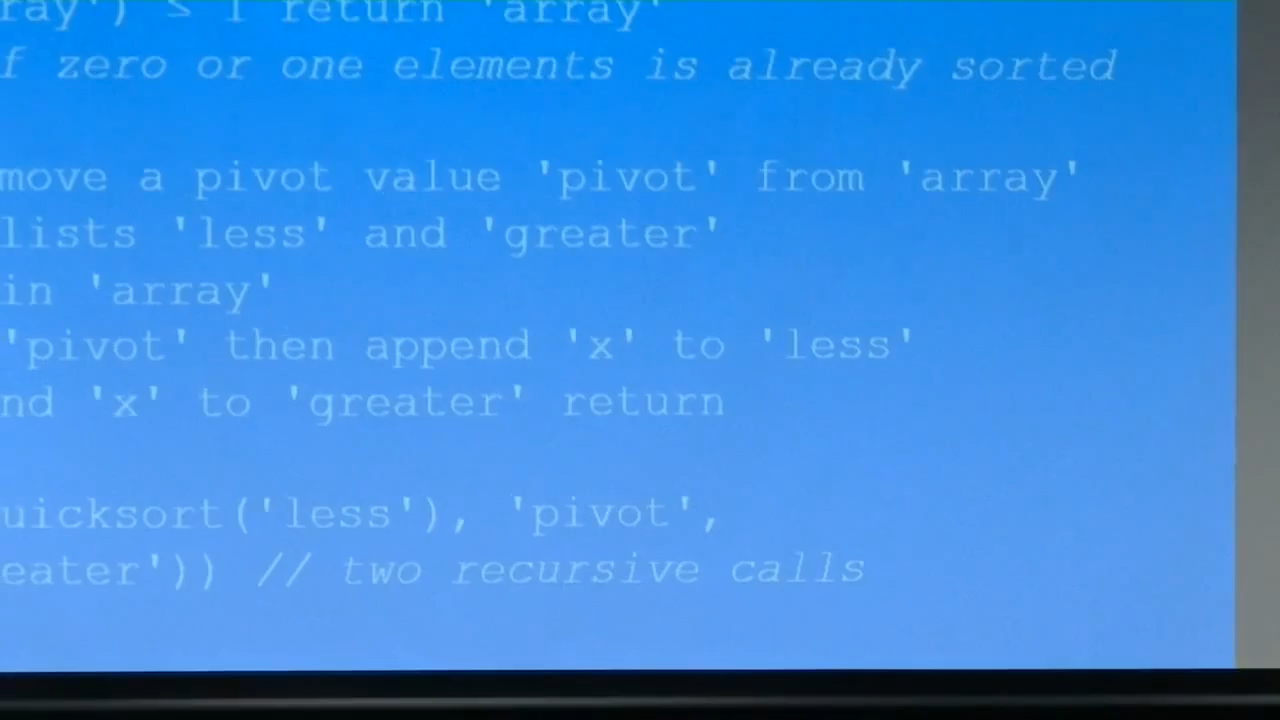 ray') ≤ 1 return 'array'
f zero or one elements is already sorted
move a pivot value 'pivot' from 'array'
lists 'less' and 'greater'
in 'array'
'pivot' then append 'x' to 'less'
nd 'x' to 'greater' return
uicksort('less'), 'pivot',
eater')) // two recursive calls